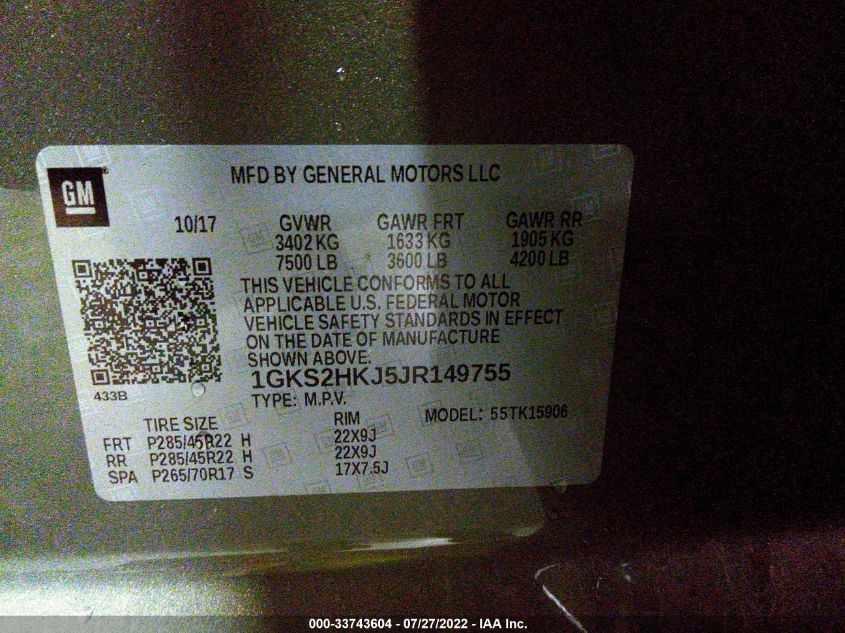 GM
MFD BY GENERAL MOTORS LLC
10/17 GVWR GAWR FRT GAWR RR
3402 KG 1633 KG 1905 KG
7500 LB 3600 LB 4200 LB
THIS VEHICLE CONFORMS TO ALL
APPLICABLE U.S. FEDERAL MOTOR
VEHICLE SAFETY STANDARDS IN EFFECT
ON THE DATE OF MANUFACTURE
SHOWN ABOVE.
1GKS2HKJ5JR149755
433B
TYPE: M.P.V. MODEL: 55TK15906
TIRE SIZE RIM
FRT P285/45R22 H 22X9J
RR P285/45R22 H 22X9J
SPA P265/70R17 S 17X7.5J
000-33743604 - 07/27/2022 - IAA Inc.